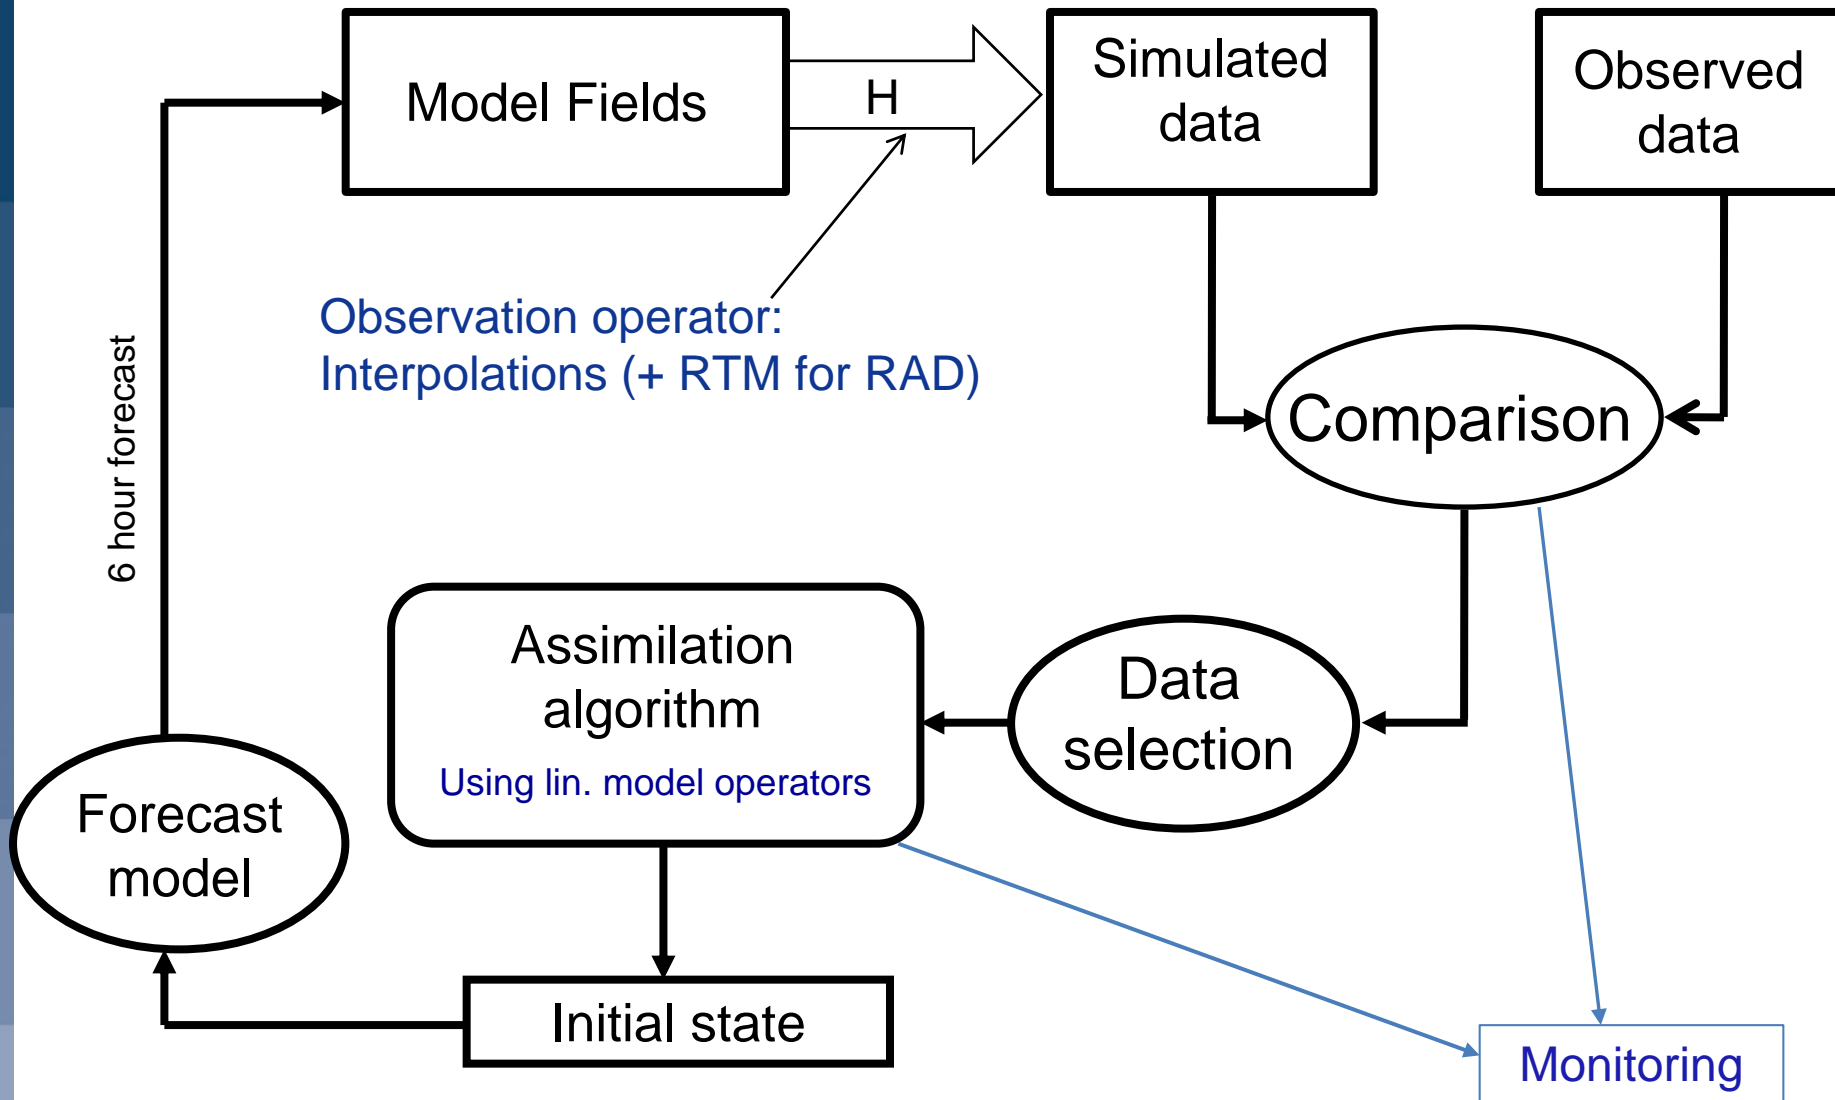 Model Fields
H
Simulated
data
Observed
data
Observation operator:
Interpolations (+ RTM for RAD)
6 hour forecast
Comparison
Assimilation
algorithm
Using lin. model operators
Data
selection
Forecast
model
Initial state
Monitoring